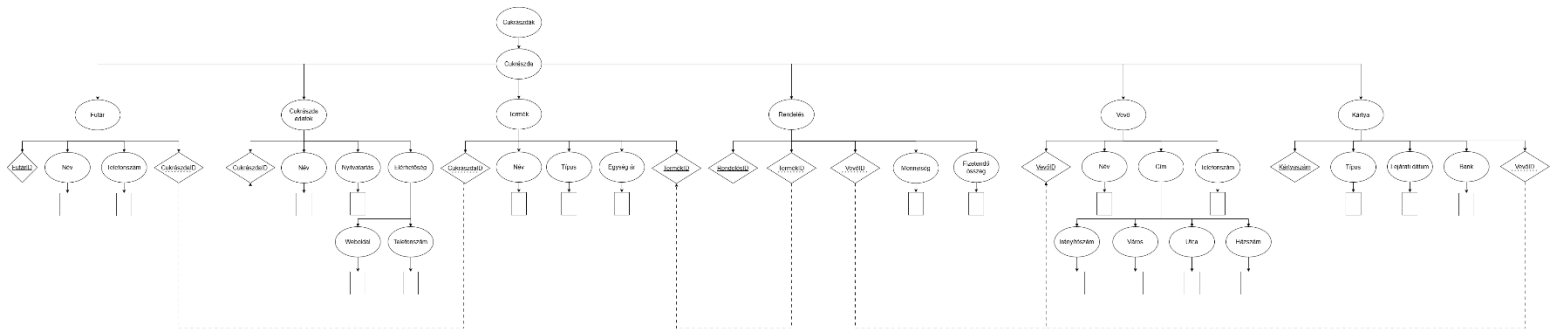 Cukrászdák
Cukrászda
Futár
Cukrászda
adatok
Termék
Rendelés
Vevő
Kártya
FutárID
Név
Telefonszám
CukrászdaID
CukrászdaID
Név
Nyitvatartás
Elérhetőség
CukrászdaID
Név
Típus
Egység ár
TermékID
RendelésID
TermékID
VevőID
Mennyiség
Fizetendő
összeg
VevőID
Név
Cím
Telefonszám
Kártyaszám
Típus
Lejárati dátum
Bank
VevőID
Weboldal
Telefonszám
Irányítószám
Város
Utca
Házszám